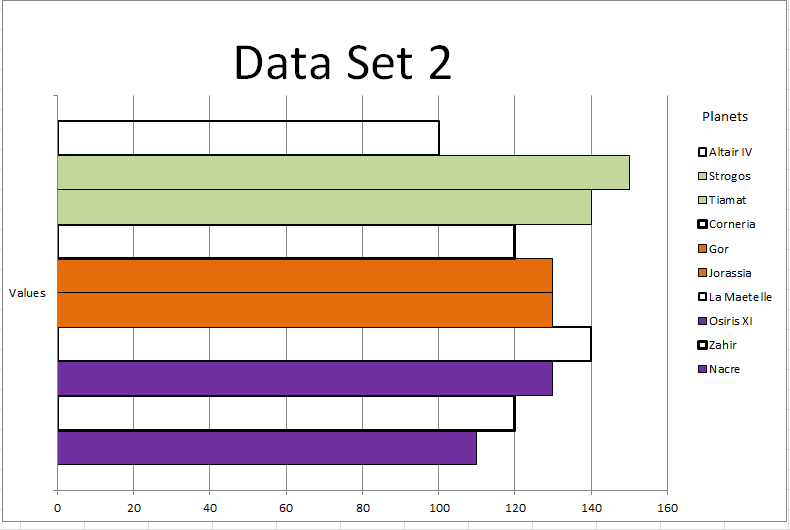 Data Set 2
Planets
Altair IV
Strogos
Tiamat
Corneria
Gor
Jorassia
La Maetelle
Osiris XI
Zahir
Nacre
Values
0 20 40 60 80 100 120 140 160